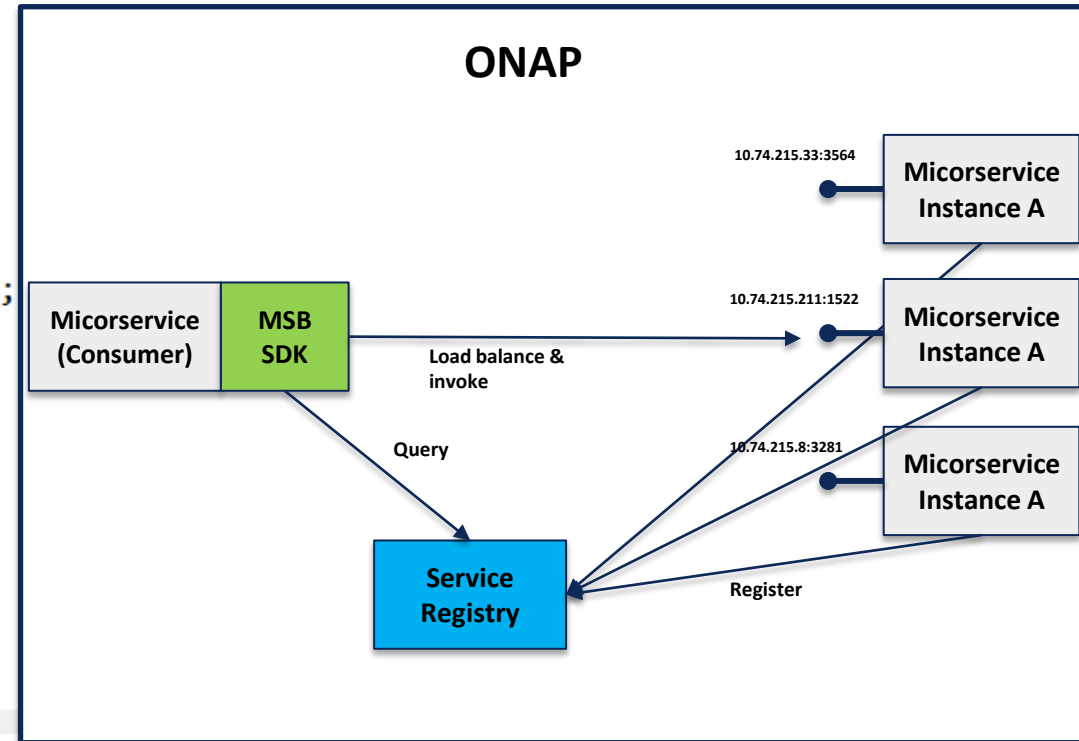 ONAP
10.74.215.33:3564
Micorservice
Instance A
;
Micorservice
(Consumer)
MSB
SDK
10.74.215.211:1522
Micorservice
Instance A
Load balance &
invoke
Query
10.74.215.8:3281
Micorservice
Instance A
Service
Registry
Register